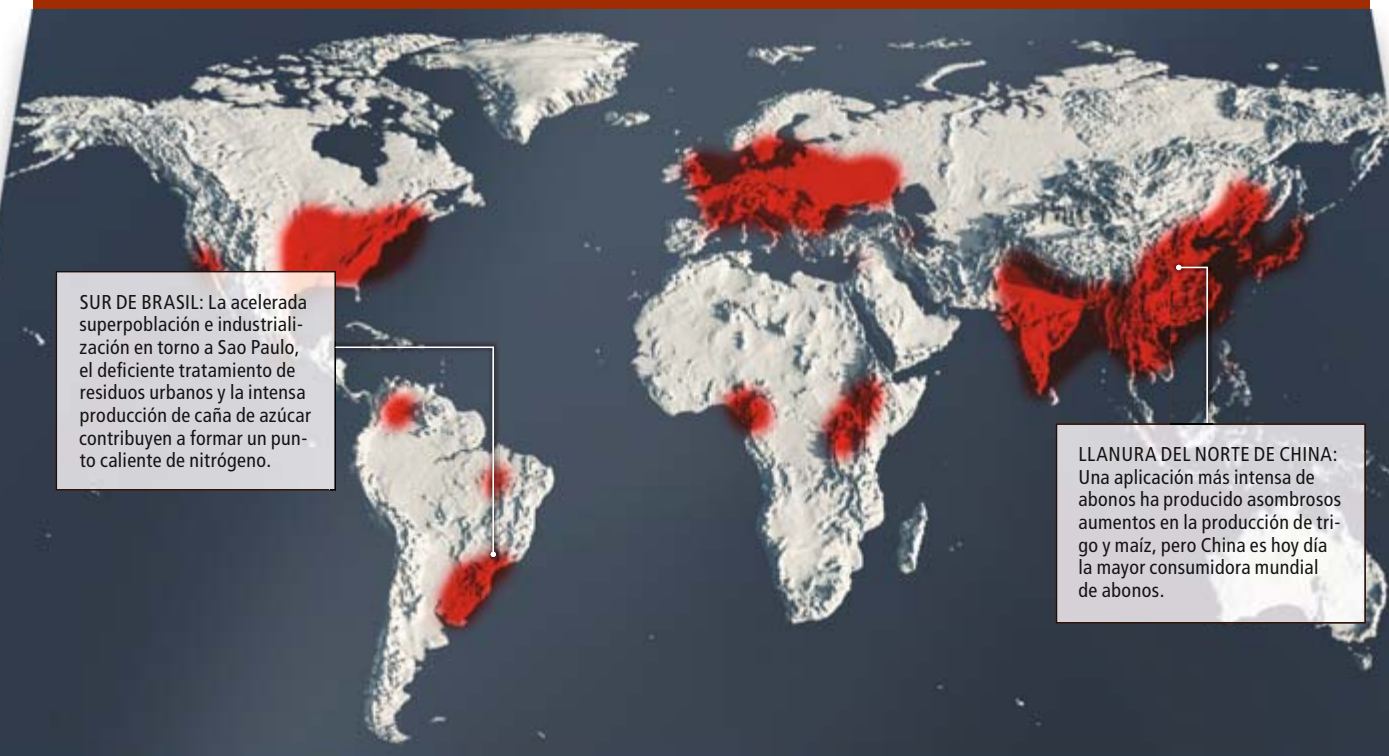 SUR DE BRASIL: La acelerada
superpoblación e industriali-
zación en torno a Sao Paulo,
el deficiente tratamiento de
residuos urbanos y la intensa
producción de caña de azúcar
contribuyen a formar un pun-
to caliente de nitrógeno.
LLANURA DEL NORTE DE CHINA:
Una aplicación más intensa de
abonos ha producido asombrosos
aumentos en la producción de tri-
go y maíz, pero China es hoy día
la mayor consumidora mundial
de abonos.